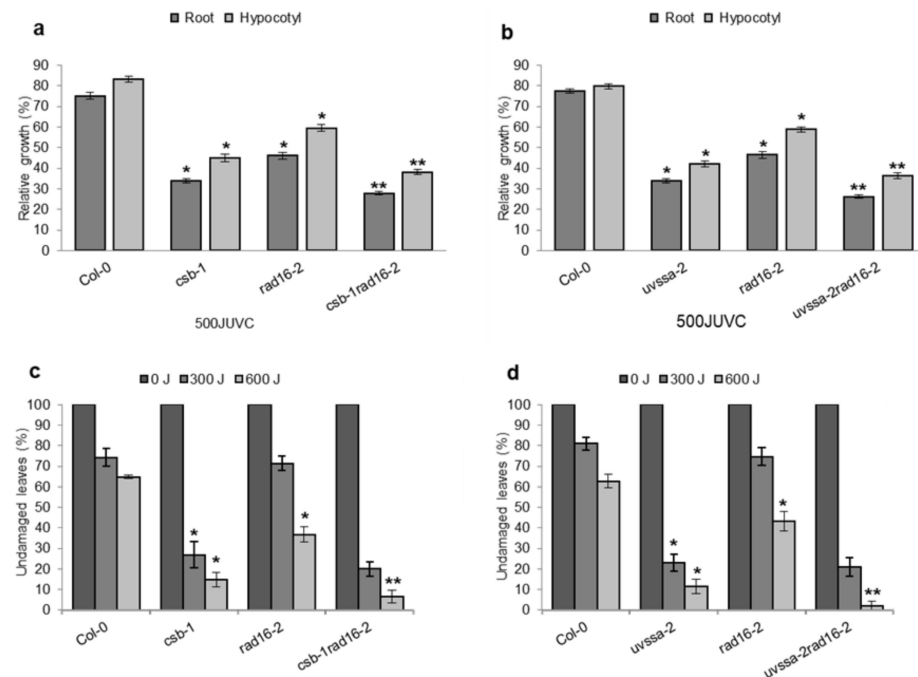 a
Root Hypocotyl
Relative growth (%)
90
80
70
60
50
40
30
20
10
0
* * * * ** **
Col-0 csb-1 rad16-2 csb-1rad16-2
500JUVC
b
Root Hypocotyl
Relative growth (%)
90
80
70
60
50
40
30
20
10
0
* * * * ** **
Col-0 uvssa-2 rad16-2 uvssa-2rad16-2
500JUVC
c
0 J 300 J 600 J
Undamaged leaves (%)
100
90
80
70
60
50
40
30
20
10
0
* * * **
Col-0 csb-1 rad16-2 csb-1rad16-2
d
0 J 300 J 600 J
Undamaged leaves (%)
100
90
80
70
60
50
40
30
20
10
0
* * * **
Col-0 uvssa-2 rad16-2 uvssa-2rad16-2